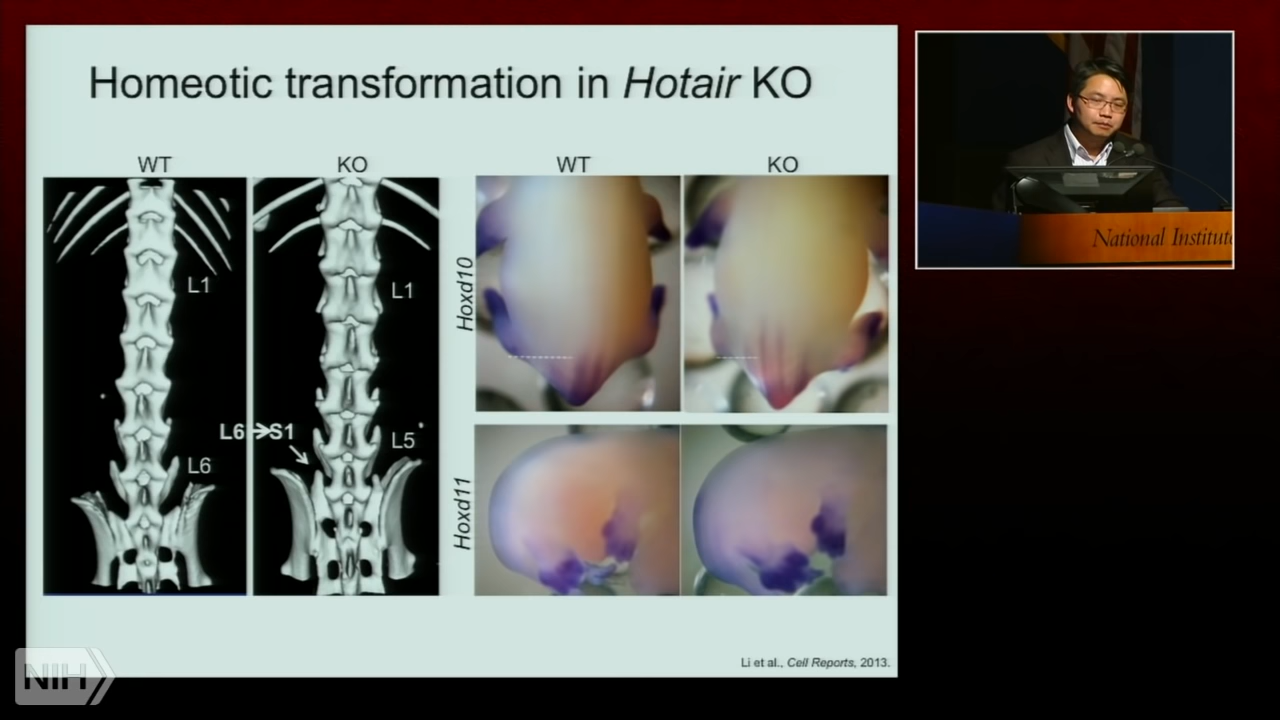 Homeotic transformation in Hotair KO
WT
KO
WT
KO
L1
L1
L6→S1
L5*
L6
Hoxd10
Hoxd11
Li et al., Cell Reports, 2013.
National Institute
NIH